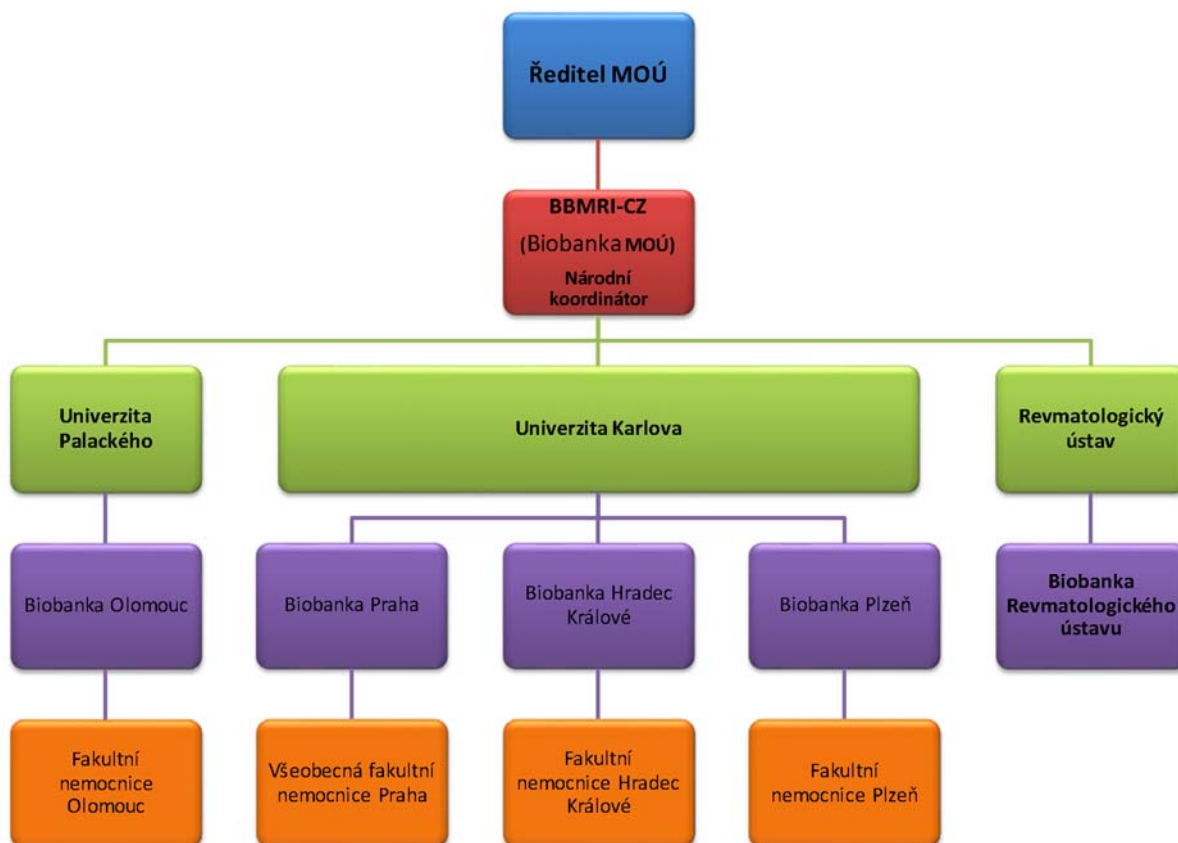 Ředitel MOÚ
BBMRI-CZ
(Biobanka MOÚ)
Národní
koordinátor
Univerzita
Palackého
Univerzita Karlova
Revmatologický
ústav
Biobanka Olomouc
Biobanka Praha
Biobanka Hradec
Králové
Biobanka Plzeň
Biobanka
Revmatologického
ústavu
Fakultní
nemocnice
Olomouc
Všeobecná fakultní
nemocnice Praha
Fakultní
nemocnice Hradec
Králové
Fakultní
nemocnice Plzeň